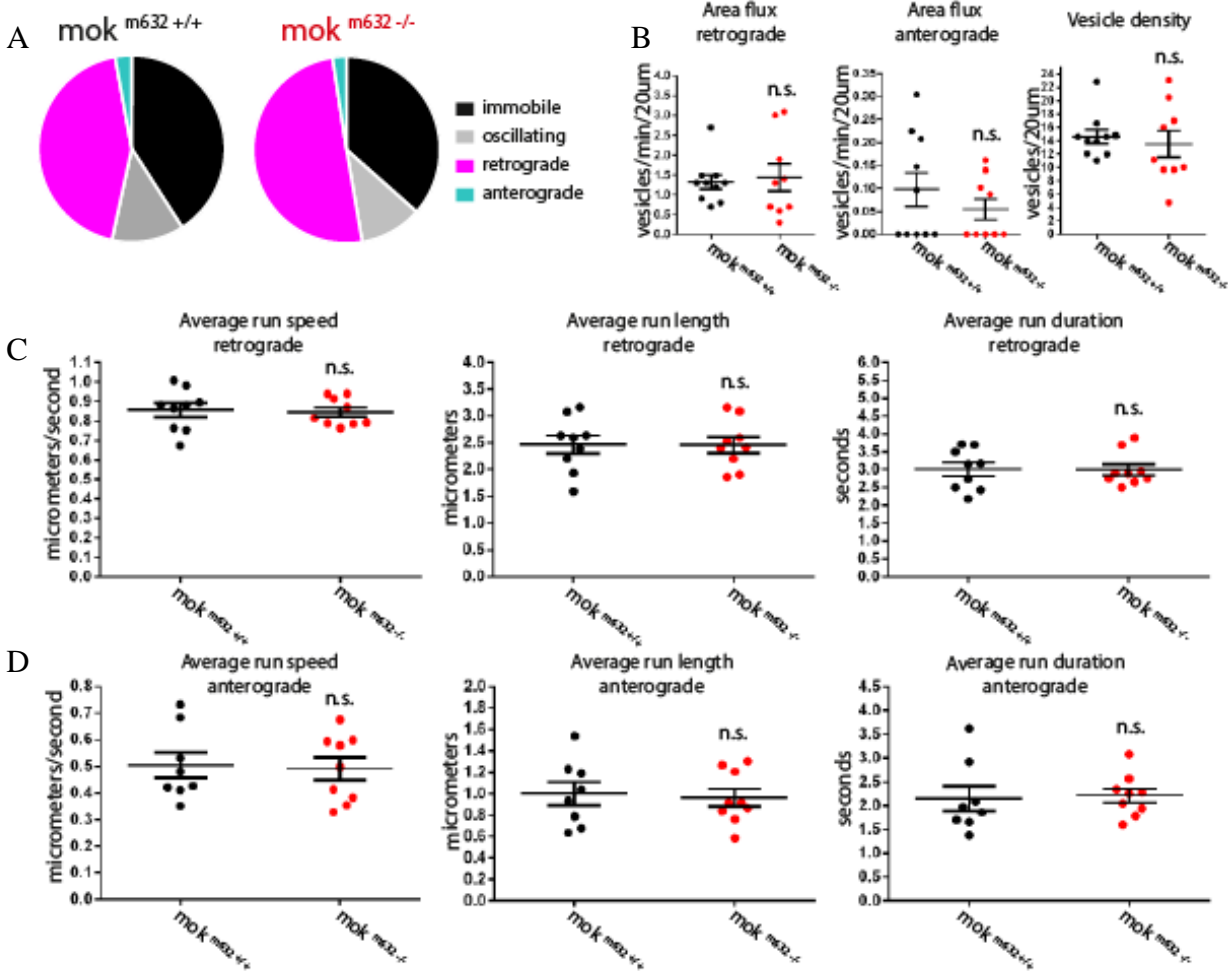 A
mok m632 +/+
mok m632 -/-
immobile
oscillating
retrograde
anterograde
B
Area flux
retrograde
vesicles/min/20um
4.0
3.5
3.0
2.5
2.0
1.5
1.0
0.5
0.0
n.s.
mok m632 +/+
mok m632 -/-
Area flux
anterograde
vesicles/min/20um
0.35
0.30
0.25
0.20
0.15
0.10
0.05
0.00
n.s.
mok m632+/+
mok m632-/-
Vesicle density
vesicles/20um
24
22
20
18
16
14
12
10
8
6
4
2
0
n.s.
mok m632+/+
mok m632-/-
C
Average run speed
retrograde
micrometers/second
1.1
1.0
0.9
0.8
0.7
0.6
0.5
0.4
0.3
0.2
0.1
0.0
n.s.
mok m632 +/+
mok m632-/-
Average run length
retrograde
micrometers
4.0
3.5
3.0
2.5
2.0
1.5
1.0
0.5
0.0
n.s.
mok m632+/+
mok m632 -/-
Average run duration
retrograde
seconds
6.0
5.5
5.0
4.5
4.0
3.5
3.0
2.5
2.0
1.5
1.0
0.5
0.0
n.s.
mok m632+/+
mok m632 -/-
D
Average run speed
anterograde
micrometers/second
0.8
0.7
0.6
0.5
0.4
0.3
0.2
0.1
0.0
n.s.
mok m632+/+
mok m632 -/-
Average run length
anterograde
micrometers
2.0
1.8
1.6
1.4
1.2
1.0
0.8
0.6
0.4
0.2
0.0
n.s.
mok m632+/+
mok m632 -/-
Average run duration
anterograde
seconds
4.5
4.0
3.5
3.0
2.5
2.0
1.5
1.0
0.5
0.0
n.s.
mok m632+/+
mok m632 -/-